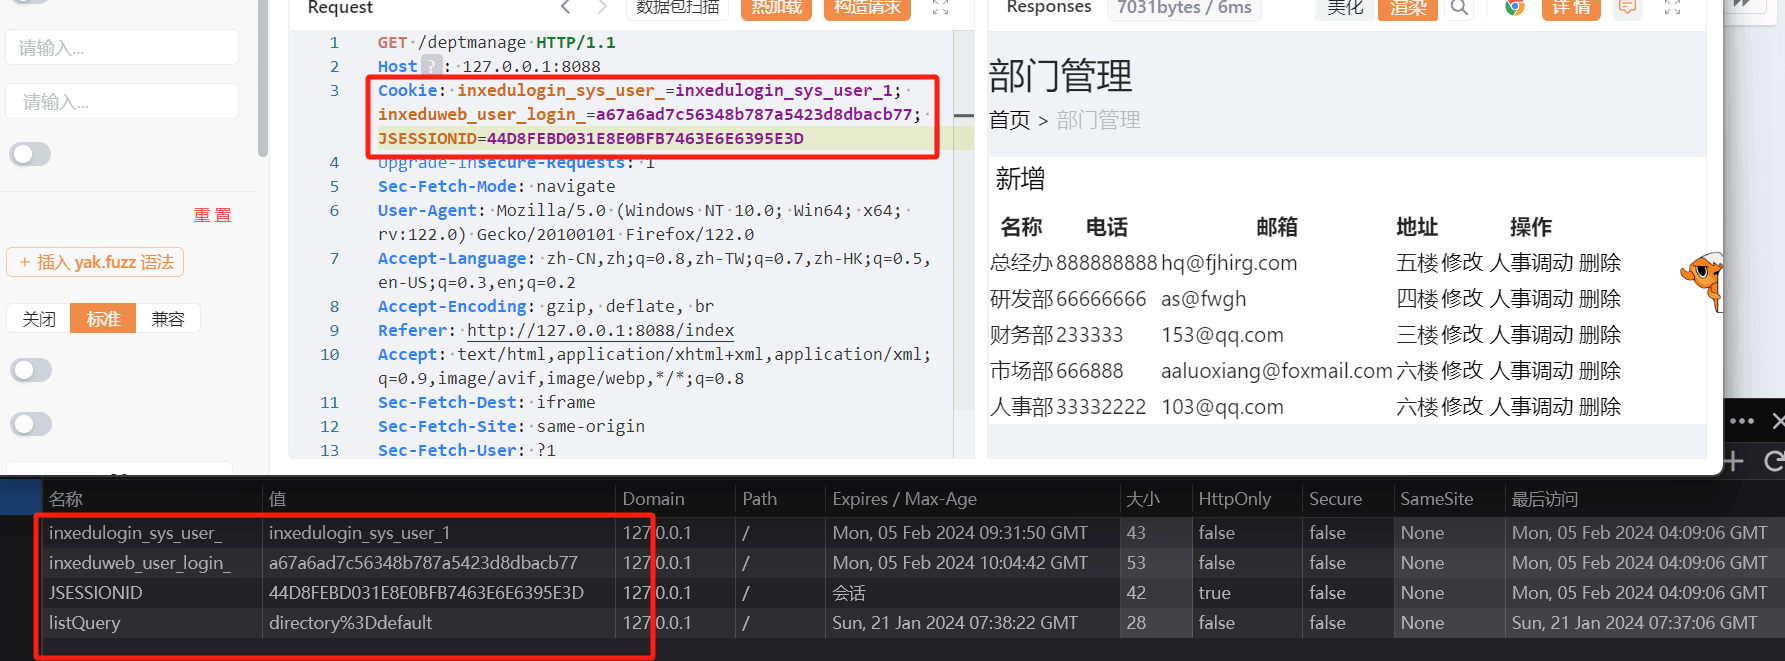 Request
数据包扫描
热加载
构造请求
Responses
7031bytes / 6ms
美化
渲染
详情
请输入...
请输入...
重置
+ 插入 yak.fuzz 语法
关闭
标准
兼容
1 GET /deptmanage HTTP/1.1
2 Host ? : 127.0.0.1:8088
3 Cookie: inxedulogin_sys_user_=inxedulogin_sys_user_1;
inxeduweb_user_login_=a67a6ad7c56348b787a5423d8dbacb77;
JSESSIONID=44D8FEBD031E8E0BFB7463E6E6395E3D
4 Upgrade-Insecure-Requests: 1
5 Sec-Fetch-Mode: navigate
6 User-Agent: Mozilla/5.0 (Windows NT 10.0; Win64; x64;
rv:122.0) Gecko/20100101 Firefox/122.0
7 Accept-Language: zh-CN,zh;q=0.8,zh-TW;q=0.7,zh-HK;q=0.5,
en-US;q=0.3,en;q=0.2
8 Accept-Encoding: gzip, deflate, br
9 Referer: http://127.0.0.1:8088/index
10 Accept: text/html,application/xhtml+xml,application/xml;
q=0.9,image/avif,image/webp,*/*;q=0.8
11 Sec-Fetch-Dest: iframe
12 Sec-Fetch-Site: same-origin
13 Sec-Fetch-User: ?1
部门管理
首页 > 部门管理
新增
名称 电话 邮箱 地址 操作
总经办 888888888 hq@fjhirg.com 五楼 修改 人事调动 删除
研发部 66666666 as@fwgh 四楼 修改 人事调动 删除
财务部 233333 153@qq.com 三楼 修改 人事调动 删除
市场部 666888 aaluoxiang@foxmail.com 六楼 修改 人事调动 删除
人事部 33332222 103@qq.com 六楼 修改 人事调动 删除
名称 值 Domain Path Expires / Max-Age 大小 HttpOnly Secure SameSite 最后访问
inxedulogin_sys_user_ inxedulogin_sys_user_1 127.0.0.1 / Mon, 05 Feb 2024 09:31:50 GMT 43 false false None Mon, 05 Feb 2024 04:09:06 GMT
inxeduweb_user_login_ a67a6ad7c56348b787a5423d8dbacb77 127.0.0.1 / Mon, 05 Feb 2024 10:04:42 GMT 53 false false None Mon, 05 Feb 2024 04:09:06 GMT
JSESSIONID 44D8FEBD031E8E0BFB7463E6E6395E3D 127.0.0.1 / 会话 42 true false None Mon, 05 Feb 2024 04:09:06 GMT
listQuery directory%3Ddefault 127.0.0.1 / Sun, 21 Jan 2024 07:38:22 GMT 28 false false None Sun, 21 Jan 2024 07:37:06 GMT